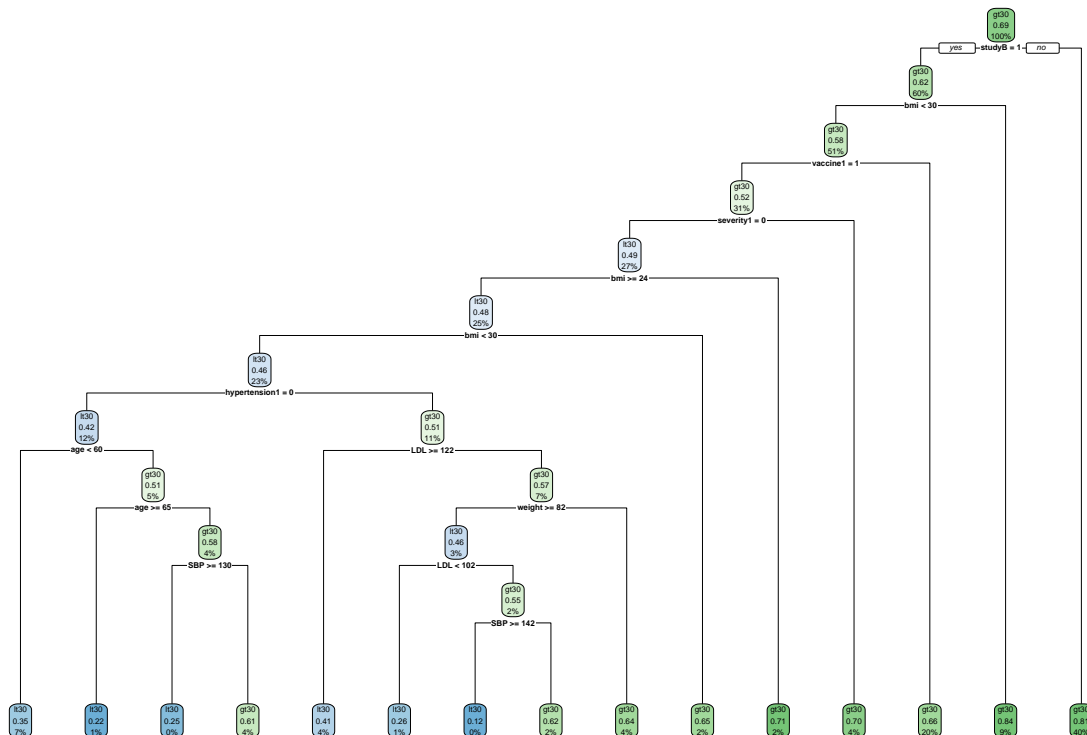 gt30
0.69
100%
yes studyB = 1 no
gt30
0.62
60%
bmi < 30
gt30
0.58
51%
vaccine1 = 1
gt30
0.52
31%
severity1 = 0
lt30
0.49
27%
bmi >= 24
lt30
0.48
25%
bmi < 30
lt30
0.46
23%
hypertension1 = 0
lt30
0.42
12%
gt30
0.51
11%
age < 60
LDL >= 122
gt30
0.51
5%
gt30
0.57
7%
age >= 65
weight >= 82
gt30
0.58
4%
lt30
0.46
3%
SBP >= 130
LDL < 102
gt30
0.55
2%
SBP >= 142
lt30
0.35
7%
lt30
0.22
1%
lt30
0.25
0%
gt30
0.61
4%
lt30
0.41
4%
lt30
0.26
1%
lt30
0.12
0%
gt30
0.62
2%
gt30
0.64
4%
gt30
0.65
2%
gt30
0.71
2%
gt30
0.70
4%
gt30
0.66
20%
gt30
0.84
9%
gt30
0.81
40%